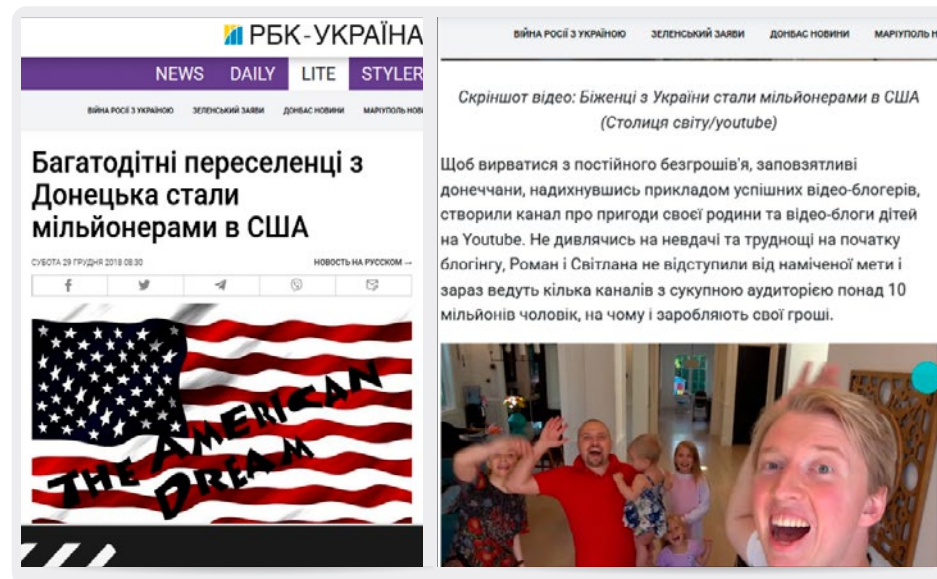 РБК-УКРАЇНА
NEWS DAILY LITE STYLER
ВІЙНА РОСІЇ З УКРАЇНОЮ ЗЕЛЕНСЬКИЙ ЗАЯВИ ДОНБАС НОВИНИ МАРІУПОЛЬ НОВ
Багатодітні переселенці з
Донецька стали
мільйонерами в США
СУБОТА 29 ГРУДНЯ 2018 08:30 НОВОСТЬ НА РУССКОМ →
THE AMERICAN
DREAM
ВІЙНА РОСІЇ З УКРАЇНОЮ ЗЕЛЕНСЬКИЙ ЗАЯВИ ДОНБАС НОВИНИ МАРІУПОЛЬ Н
Скріншот відео: Біженці з України стали мільйонерами в США
(Столиця світу/youtube)
Щоб вирватися з постійного безгрошів'я, заповзятливі
донеччани, надихнувшись прикладом успішних відео-блогерів,
створили канал про пригоди своєї родини та відео-блоги дітей
на Youtube. Не дивлячись на невдачі та труднощі на початку
блогінгу, Роман і Світлана не відступили від наміченої мети і
зараз ведуть кілька каналів з сукупною аудиторією понад 10
мільйонів чоловік, на чому і заробляють свої гроші.